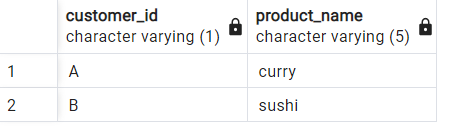 customer_id product_name
character varying (1) character varying (5)
1 A curry
2 B sushi